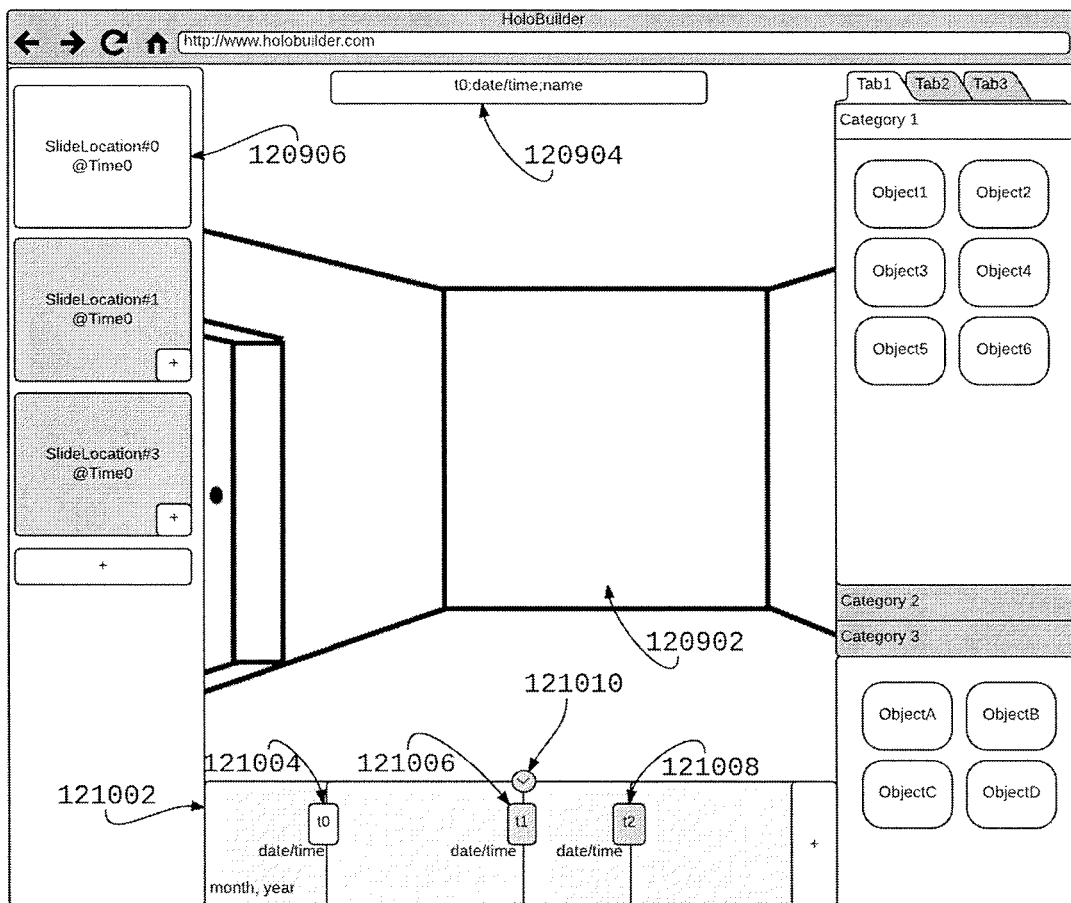 HoloBuilder
http://www.holobuilder.com
t0:date/time;name
Tab1 Tab2 Tab3
Category 1
SlideLocation#0
@Time0
120906
120904
Object1 Object2
SlideLocation#1
@Time0
+
Object3 Object4
Object5 Object6
SlideLocation#3
@Time0
+
+
Category 2
Category 3
120902
121010
ObjectA ObjectB
121004 121006 121008
121002
ObjectC ObjectD
t0 t1 t2
+
date/time date/time date/time
month, year